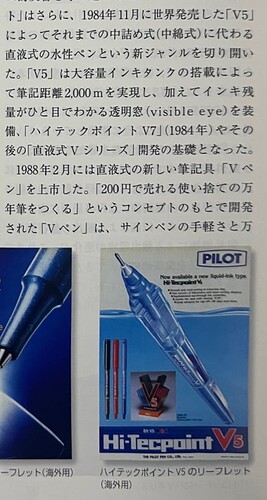 ト」はさらに、1984年11月に世界発売した「V5」
によってそれまでの中詰め式(中綿式)に代わる
直液式の水性ペンという新ジャンルを切り開い
た。「V5」は大容量インキタンクの搭載によっ
て筆記距離2,000mを実現し、加えてインキ残
量がひと目でわかる透明窓(visible eye)を装
備、「ハイテックポイントV7」(1984年)やその
後の「直液式Vシリーズ」開発の基礎となった。
1988年2月には直液式の新しい筆記具「Vペ
ン」を上市した。「200円で売れる使い捨ての万
年筆をつくる」というコンセプトのもとで開発
された「Vペン」は、サインペンの手軽さと万
PILOT
Now available a new liquid-ink type.
Hi-Tecpoint V5
Hi-Tecpoint V5
THE PILOT PEN CO., LTD.
ーフレット(海外用)
ハイテックポイントV5のリーフレット
(海外用)